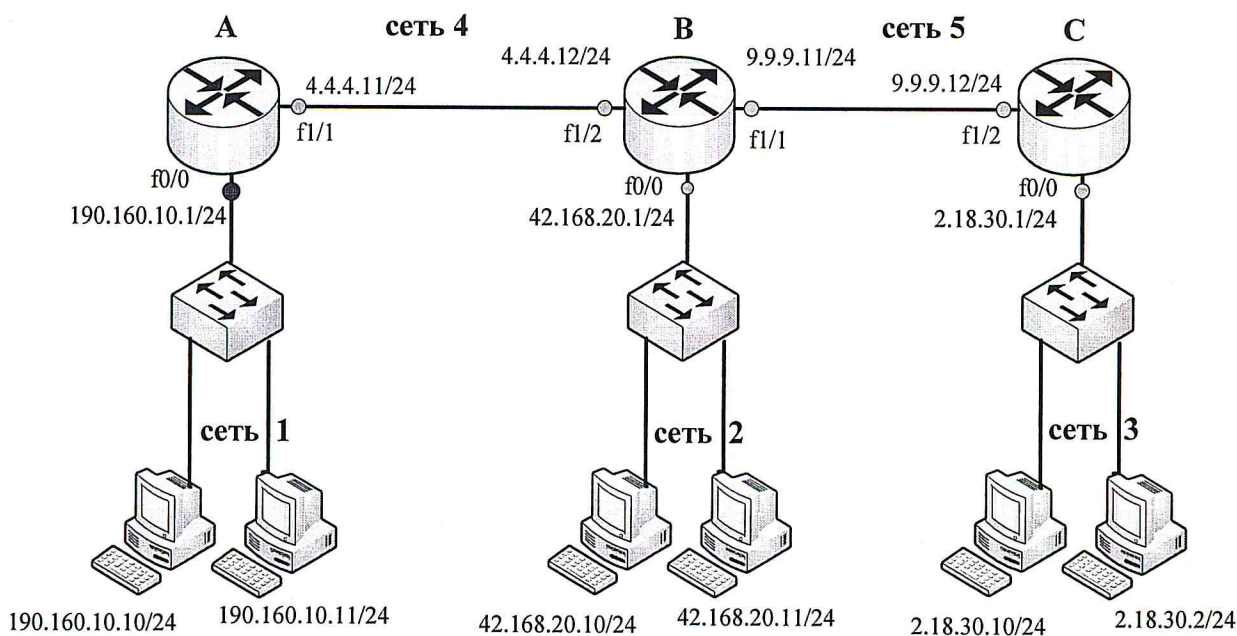 A
сеть 4
B
сеть 5
C
4.4.4.11/24
4.4.4.12/24
9.9.9.11/24
9.9.9.12/24
f1/1
f1/2
f1/1
f1/2
f0/0
f0/0
f0/0
190.160.10.1/24
42.168.20.1/24
2.18.30.1/24
сеть 1
сеть 2
сеть 3
190.160.10.10/24
190.160.10.11/24
42.168.20.10/24
42.168.20.11/24
2.18.30.10/24
2.18.30.2/24